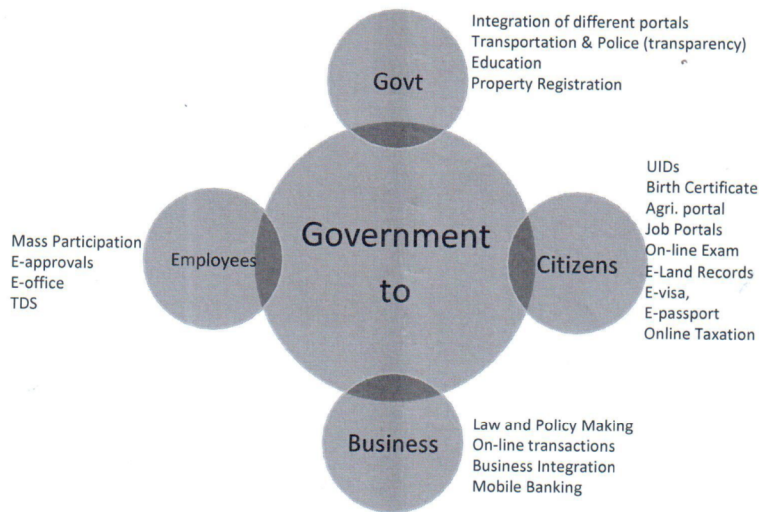 Govt
Integration of different portals
Transportation & Police (transparency)
Education
Property Registration
Government
to
Employees
Mass Participation
E-approvals
E-office
TDS
Citizens
UIDs
Birth Certificate
Agri. portal
Job Portals
On-line Exam
E-Land Records
E-visa,
E-passport
Online Taxation
Business
Law and Policy Making
On-line transactions
Business Integration
Mobile Banking